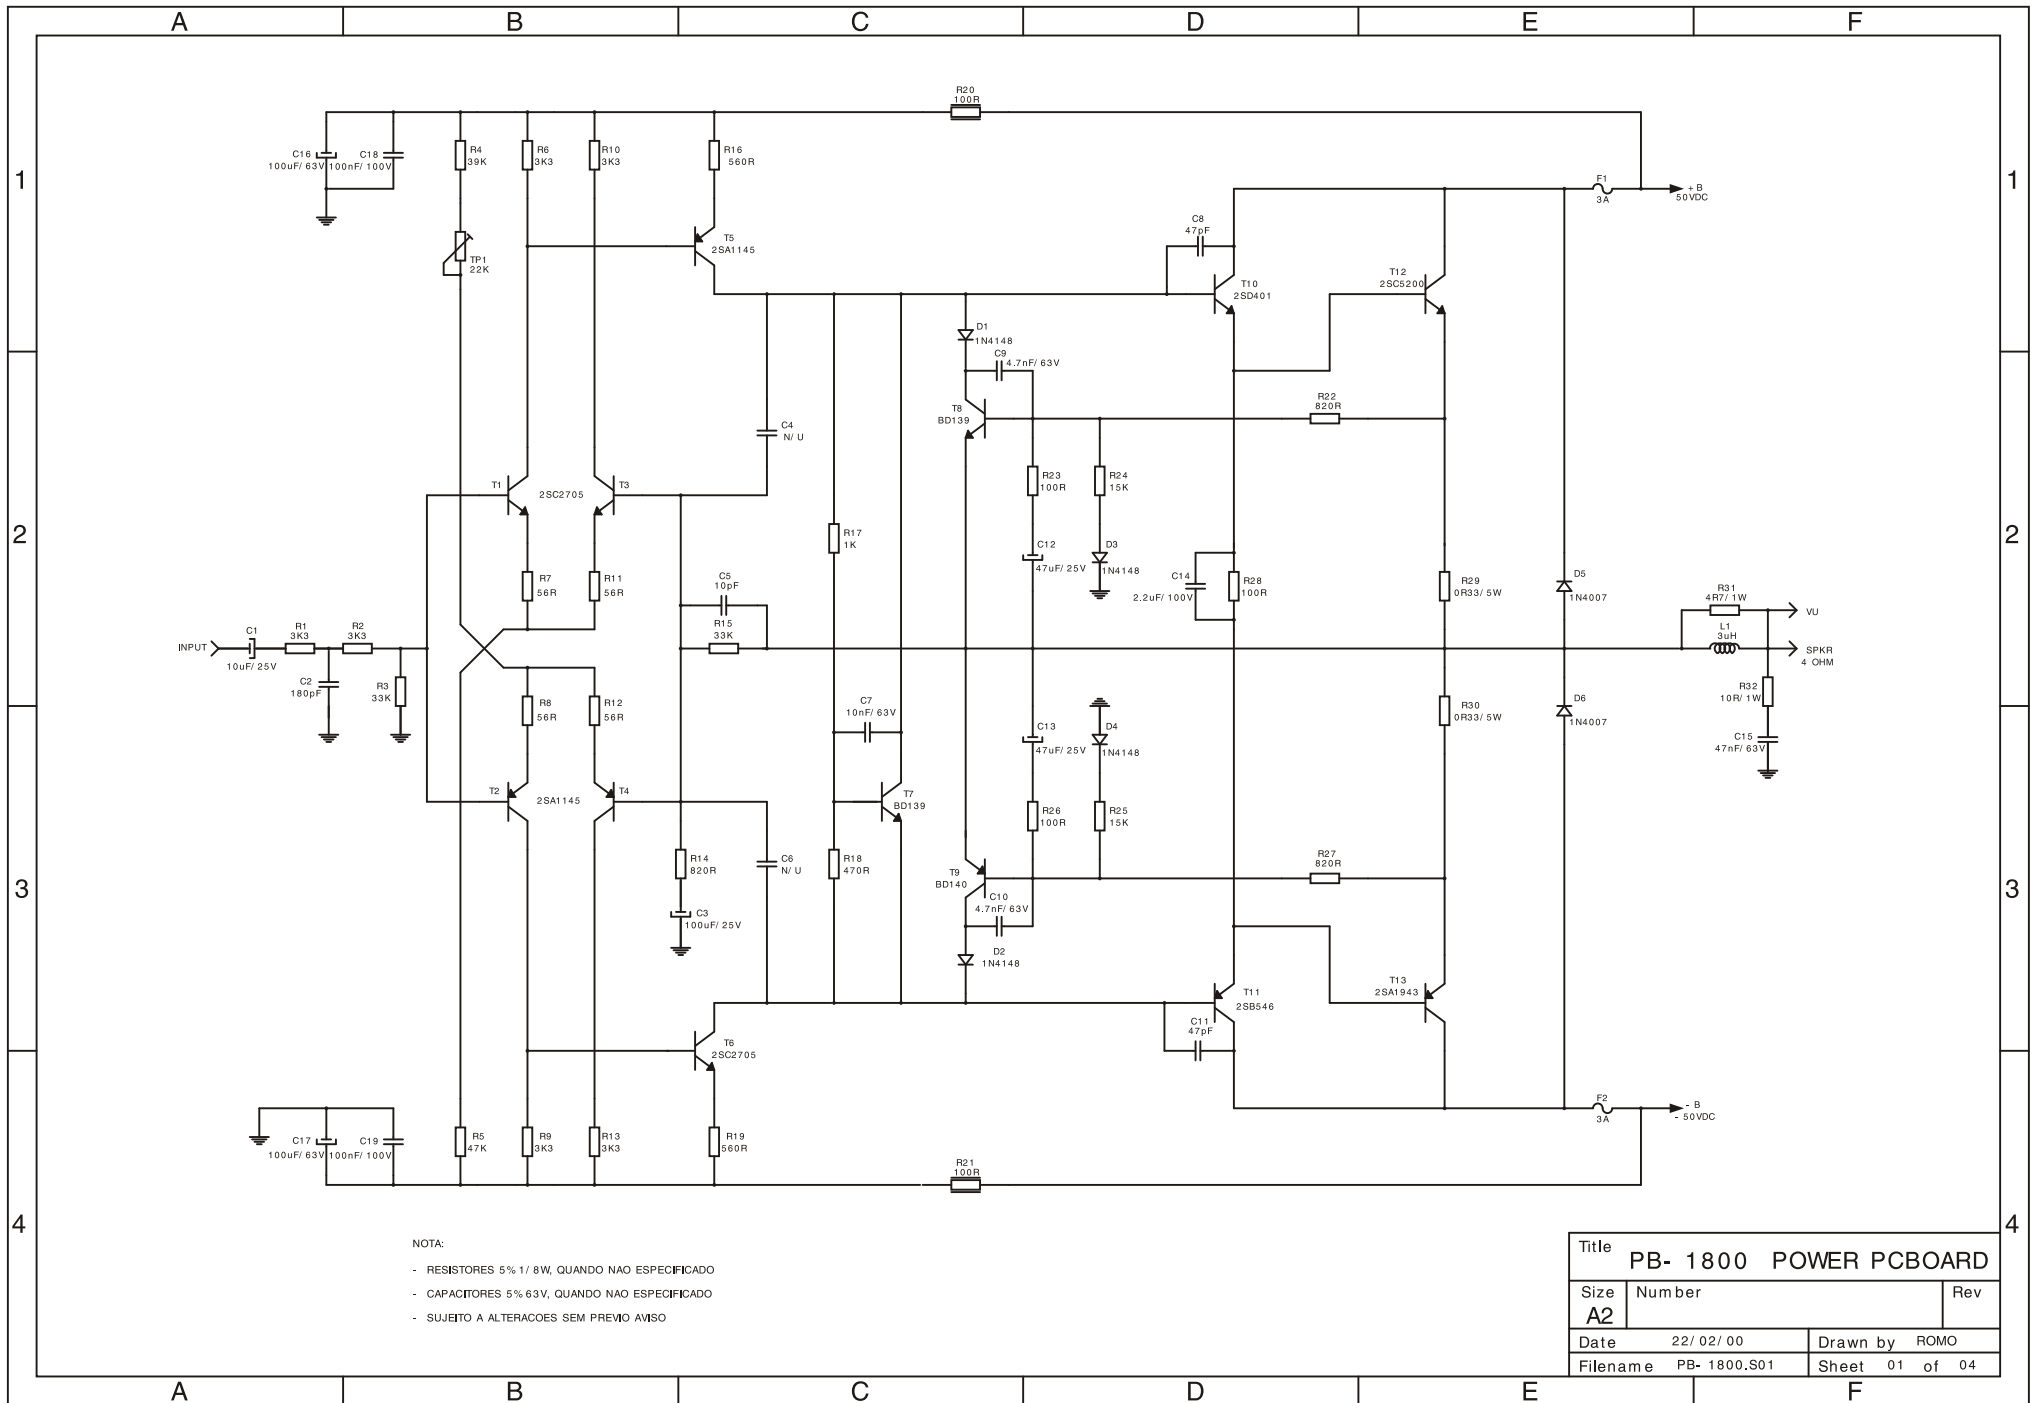 A B C D E F
1
1
2
2
3
3
4
4
R20
100R
C16
100uF/ 63V
C18
100nF/ 100V
R4
39K
R6
3K3
R10
3K3
R16
560R
F1
3A
+ B
50VDC
TP1
22K
T5
2SA1145
C8
47pF
T10
2SD401
T12
2SC5200
D1
1N4148
C9
4.7nF/ 63V
T8
BD139
R22
820R
C4
N/ U
T1
2SC2705
T3
R23
100R
R24
15K
R17
1K
C12
47uF/ 25V
D3
1N4148
R7
56R
R11
56R
C5
10pF
C14
2.2uF/ 100V
R28
100R
R29
0R33/ 5W
D5
1N4007
R31
4R7/ 1W
VU
INPUT
C1
10uF/ 25V
R1
3K3
R2
3K3
R15
33K
L1
3uH
SPKR
4 OHM
C2
180pF
R3
33K
R8
56R
R12
56R
C7
10nF/ 63V
C13
47uF/ 25V
D4
1N4148
R30
0R33/ 5W
D6
1N4007
R32
10R/ 1W
C15
47nF/ 63V
T2
2SA1145
T4
T7
BD139
R26
100R
R25
15K
R14
820R
C6
N/ U
R18
470R
T9
BD140
R27
820R
C3
100uF/ 25V
C10
4.7nF/ 63V
D2
1N4148
T11
2SB546
T13
2SA1943
C11
47pF
T6
2SC2705
F2
3A
- B
- 50VDC
C17
100uF/ 63V
C19
100nF/ 100V
R5
47K
R9
3K3
R13
3K3
R19
560R
R21
100R
NOTA:
- RESISTORES 5% 1/ 8W, QUANDO NAO ESPECIFICADO
- CAPACITORES 5% 63V, QUANDO NAO ESPECIFICADO
- SUJEITO A ALTERACOES SEM PREVIO AVISO
Title PB- 1800 POWER PCBOARD
Size Number Rev
A2
Date 22/ 02/ 00 Drawn by ROMO
Filename PB- 1800.S01 Sheet 01 of 04
A B C D E F